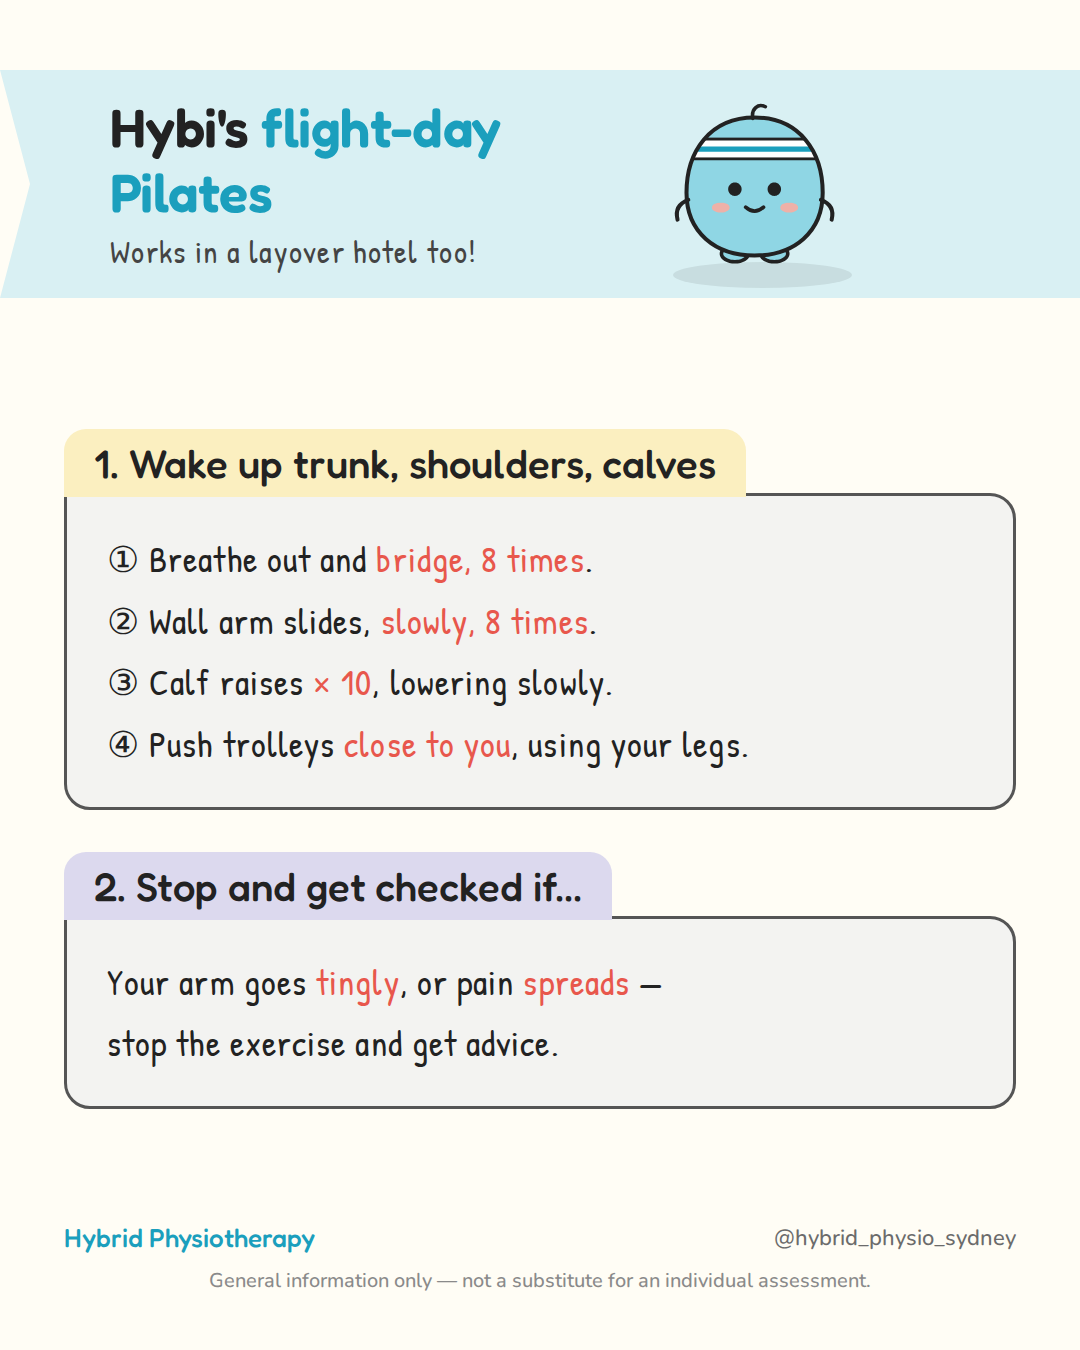 Hybi's flight-day
Pilates
Works in a layover hotel too!
1. Wake up trunk, shoulders, calves
① Breathe out and bridge, 8 times.
② Wall arm slides, slowly, 8 times.
③ Calf raises × 10, lowering slowly.
④ Push trolleys close to you, using your legs.
2. Stop and get checked if...
Your arm goes tingly, or pain spreads —
stop the exercise and get advice.
Hybrid Physiotherapy
@hybrid_physio_sydney
General information only — not a substitute for an individual assessment.